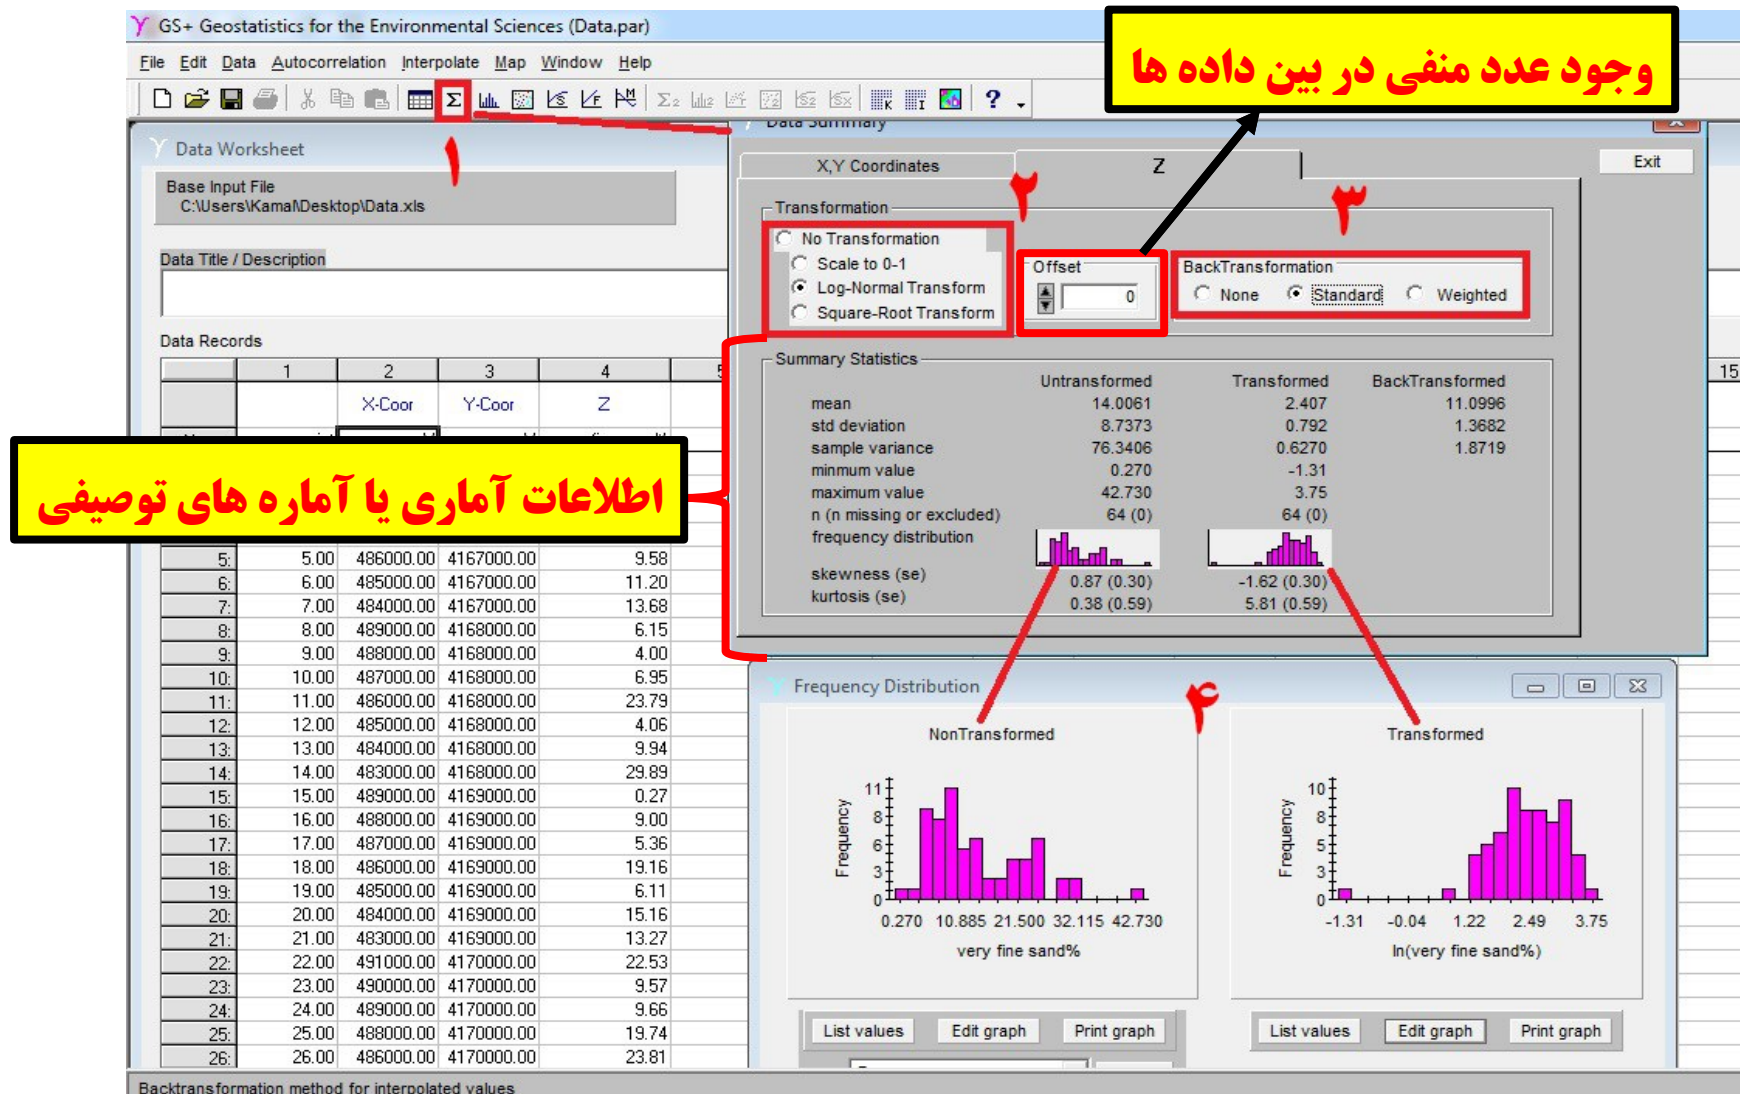 GS+ Geostatistics for the Environmental Sciences (Data.par)
وجود عدد منفی در بین داده ها
File Edit Data Autocorrelation Interpolate Map Window Help
۱
Data Worksheet
Base Input File
C:\Users\Kamal\Desktop\Data.xls
Data Title / Description
Data Records
1 2 3 4
X-Coor Y-Coor Z
اطلاعات آماری یا آماره های توصیفی
5: 5.00 486000.00 4167000.00 9.58
6: 6.00 485000.00 4167000.00 11.20
7: 7.00 484000.00 4167000.00 13.68
8: 8.00 489000.00 4168000.00 6.15
9: 9.00 488000.00 4168000.00 4.00
10: 10.00 487000.00 4168000.00 6.95
11: 11.00 486000.00 4168000.00 23.79
12: 12.00 485000.00 4168000.00 4.06
13: 13.00 484000.00 4168000.00 9.94
14: 14.00 483000.00 4168000.00 29.89
15: 15.00 489000.00 4169000.00 0.27
16: 16.00 488000.00 4169000.00 9.00
17: 17.00 487000.00 4169000.00 5.36
18: 18.00 486000.00 4169000.00 19.16
19: 19.00 485000.00 4169000.00 6.11
20: 20.00 484000.00 4169000.00 15.16
21: 21.00 483000.00 4169000.00 13.27
22: 22.00 491000.00 4170000.00 22.53
23: 23.00 490000.00 4170000.00 9.57
24: 24.00 489000.00 4170000.00 9.66
25: 25.00 488000.00 4170000.00 19.74
26: 26.00 486000.00 4170000.00 23.81
Data Summary
X,Y Coordinates Z Exit
۲ ۳
Transformation
No Transformation
Scale to 0-1
Log-Normal Transform
Square-Root Transform
Offset
0
BackTransformation
None Standard Weighted
Summary Statistics
Untransformed Transformed BackTransformed
mean 14.0061 2.407 11.0996
std deviation 8.7373 0.792 1.3682
sample variance 76.3406 0.6270 1.8719
minmum value 0.270 -1.31
maximum value 42.730 3.75
n (n missing or excluded) 64 (0) 64 (0)
frequency distribution
skewness (se) 0.87 (0.30) -1.62 (0.30)
kurtosis (se) 0.38 (0.59) 5.81 (0.59)
15
Frequency Distribution
۴
NonTransformed
11
8
6
3
0
Frequency
0.270 10.885 21.500 32.115 42.730
very fine sand%
List values Edit graph Print graph
Transformed
10
8
5
3
0
Frequency
-1.31 -0.04 1.22 2.49 3.75
ln(very fine sand%)
List values Edit graph Print graph
Backtransformation method for interpolated values